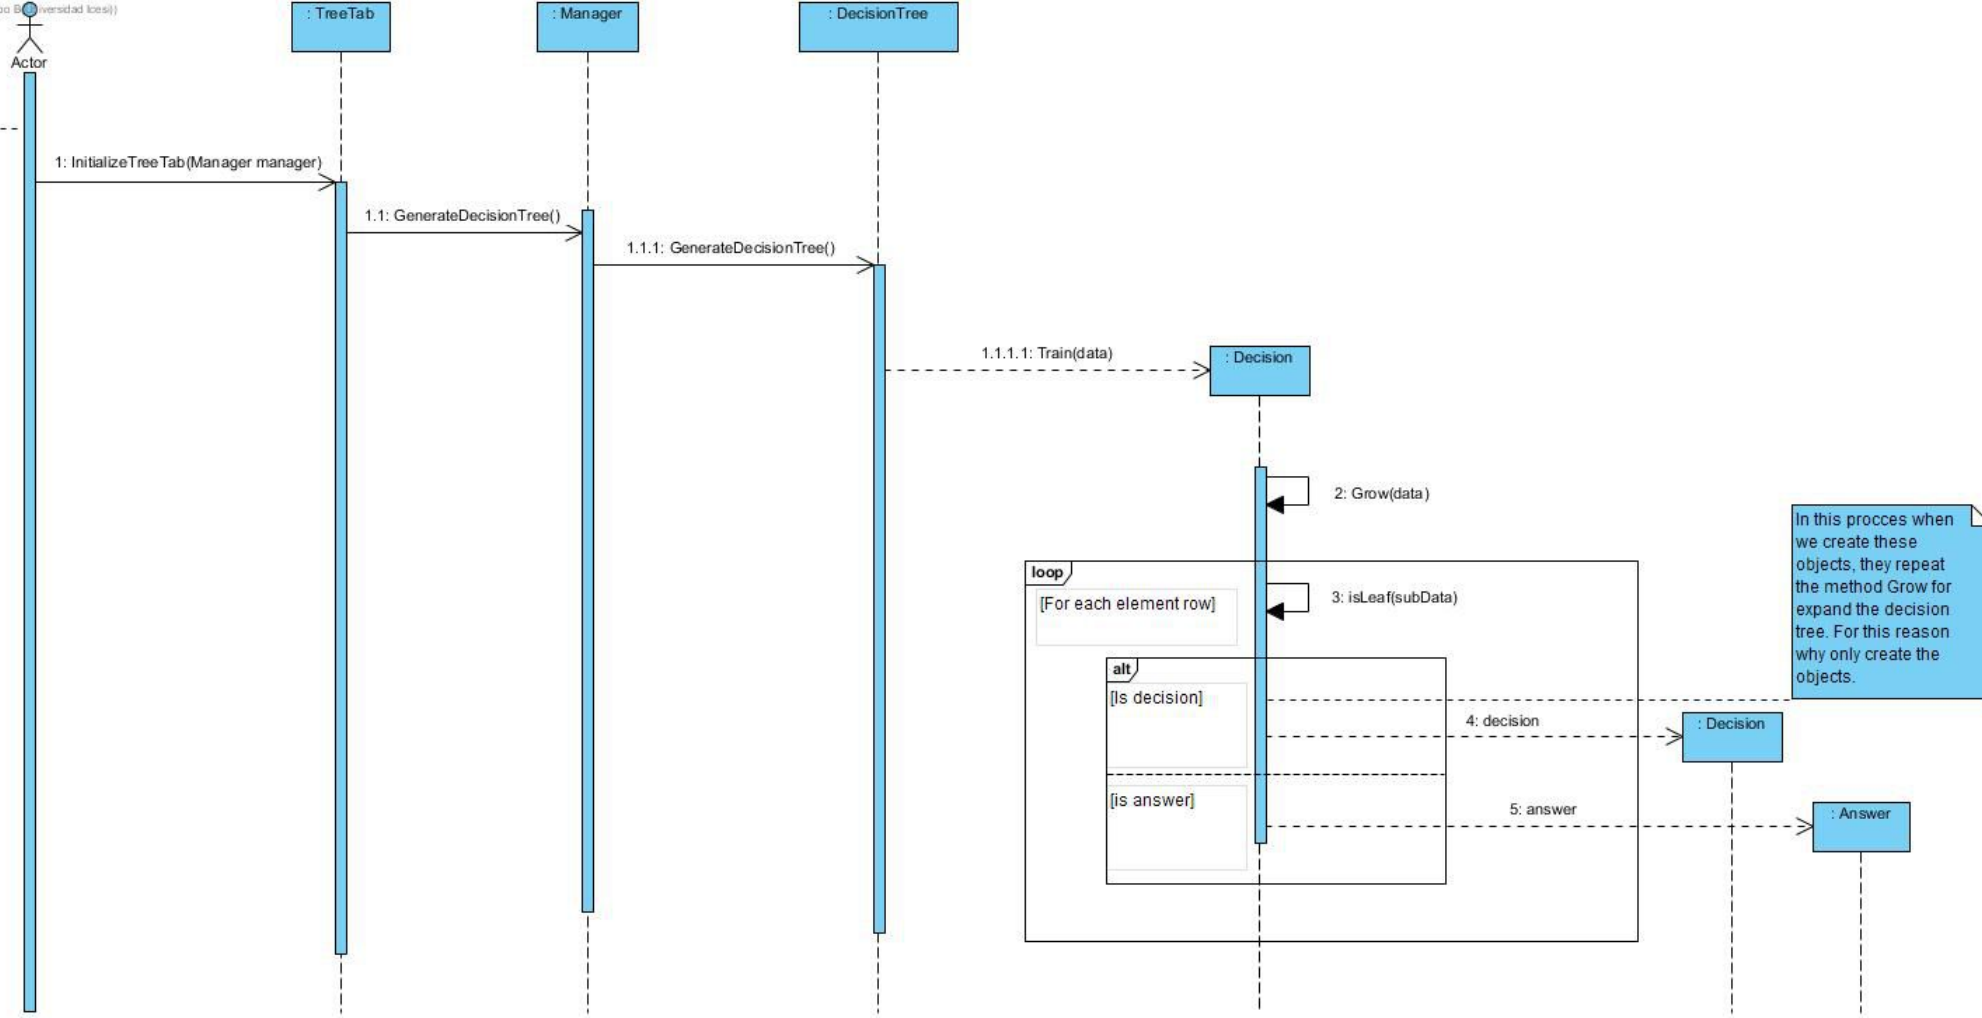 : TreeTab
: Manager
: DecisionTree
Actor
1: InitializeTreeTab(Manager manager)
1.1: GenerateDecisionTree()
1.1.1: GenerateDecisionTree()
1.1.1.1: Train(data)
: Decision
2: Grow(data)
In this procces when
we create these
objects, they repeat
the method Grow for
expand the decision
tree. For this reason
why only create the
objects.
loop
[For each element row]
3: isLeaf(subData)
alt
[Is decision]
4: decision
: Decision
[is answer]
5: answer
: Answer